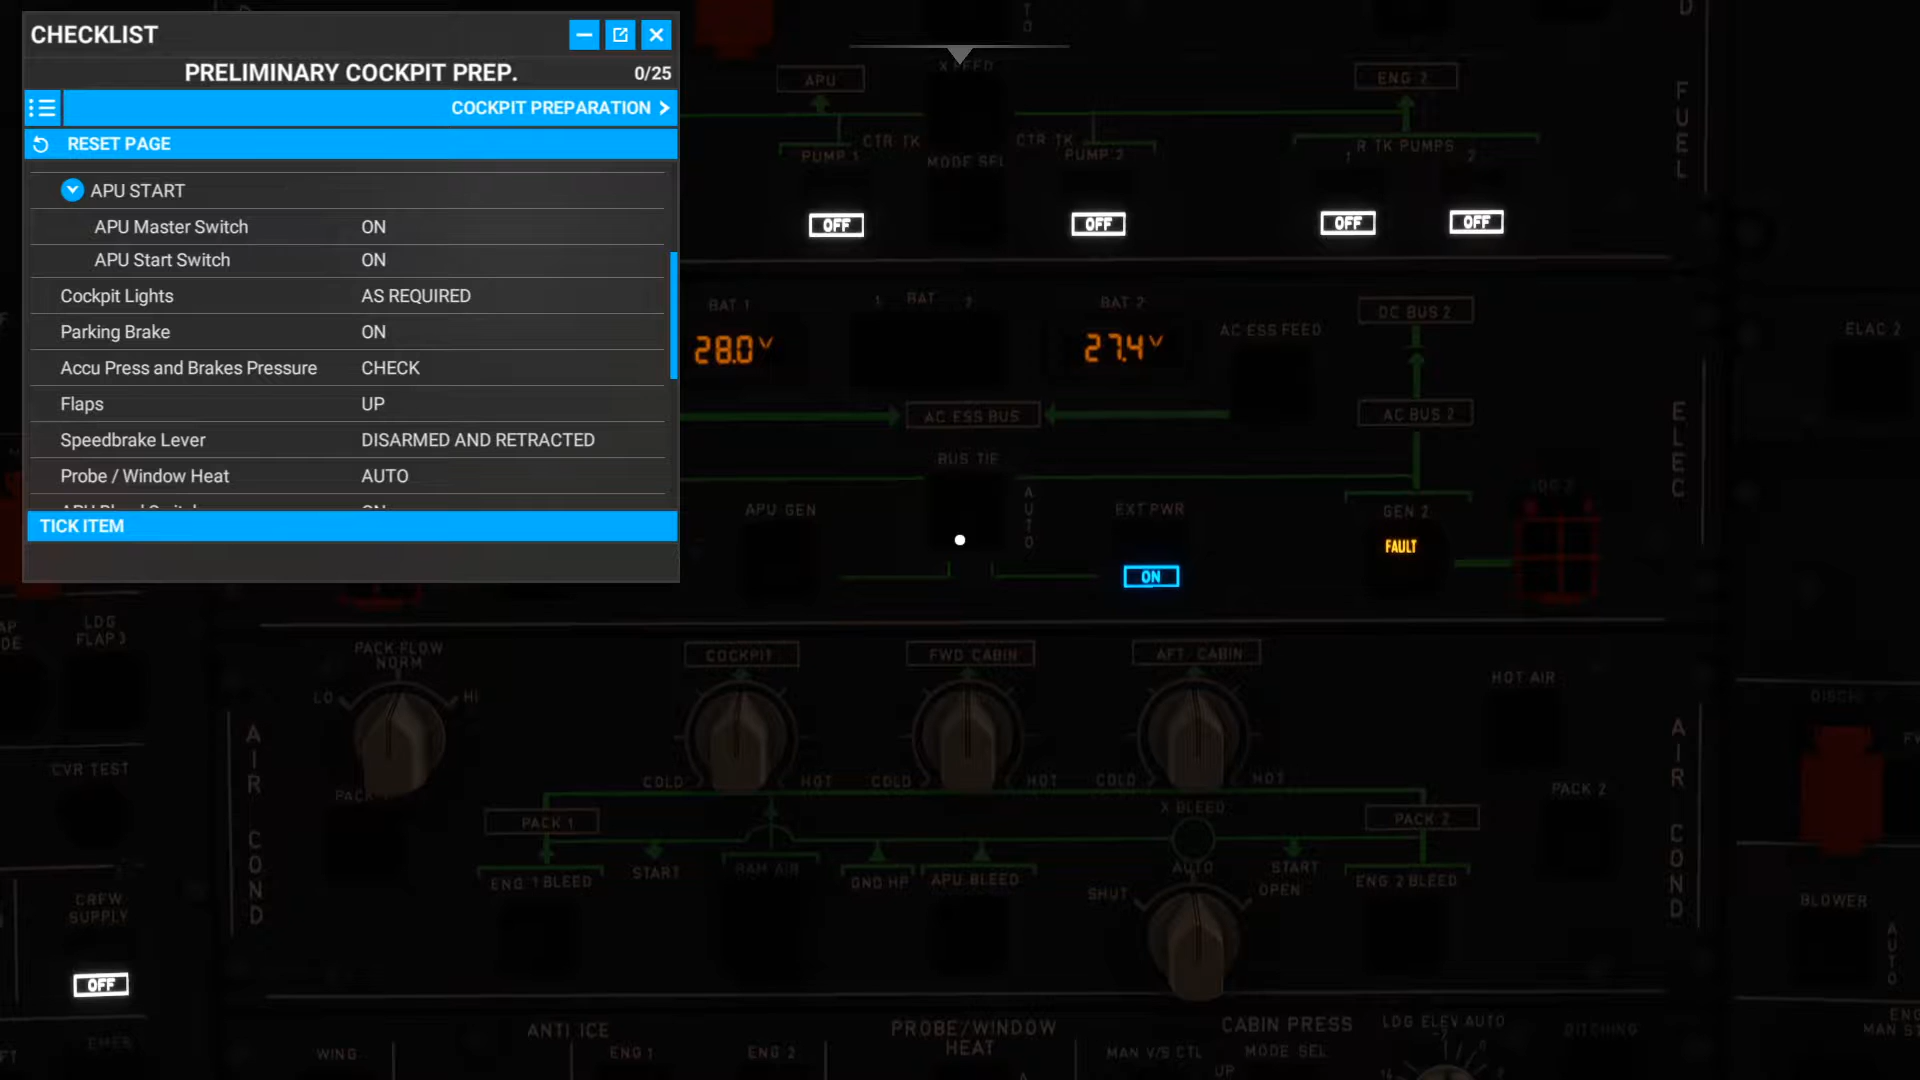 CHECKLIST
PRELIMINARY COCKPIT PREP. 0/25
COCKPIT PREPARATION
RESET PAGE
APU START
APU Master Switch ON
APU Start Switch ON
Cockpit Lights AS REQUIRED
Parking Brake ON
Accu Press and Brakes Pressure CHECK
Flaps UP
Speedbrake Lever DISARMED AND RETRACTED
Probe / Window Heat AUTO
TICK ITEM
X FEED
APU
ENG 2
FUEL
PUMP 1
CTR TK
MODE SEL
CTR TK
PUMP 2
R TK PUMPS
1 2
OFF
OFF
OFF
OFF
BAT 1
1 BAT 2
BAT 2
28.0 V
27.4 V
AC ESS FEED
DC BUS 2
ELAC 2
AC ESS BUS
AC BUS 2
ELEC
BUS TIE
AUTO
APU GEN
EXT PWR
ON
GEN 2
FAULT
IDG 2
LDG
FLAP 3
PACK FLOW
NORM
LO
HI
COCKPIT
FWD CABIN
AFT CABIN
HOT AIR
AIR COND
AIR COND
CVR TEST
COLD HOT
COLD HOT
COLD HOT
DISCH
PACK 1
X BLEED
PACK 2
PACK 2
ENG 1 BLEED
START
RAM AIR
GND HP
APU BLEED
AUTO
START
ENG 2 BLEED
SHUT
OPEN
CREW
SUPPLY
OFF
BLOWER
AUTO
ANTI ICE
WING
ENG 1
ENG 2
PROBE/WINDOW
HEAT
CABIN PRESS
MAN V/S CTL
UP
MODE SEL
LDG ELEV AUTO
DITCHING